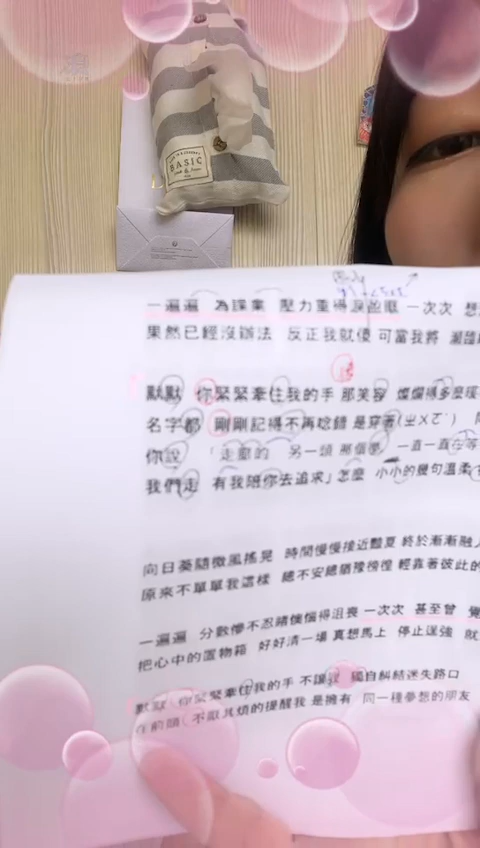 BASIC
一遍遍 為課業 壓力重得淚盈眶 一次次 想
果然已經沒辦法 反正我就傻 可當我將
默默 你緊緊牽住我的手 那笑容 燦爛得多麼暖
名字都 剛剛記得不再唸錯 是穿著(ㄓㄨㄛˊ)
你說 「走廊的 另一頭 那個 一直一直在等
我們走 有我陪你去追求」怎麼 小小的幾句溫柔
向日葵隨微風搖晃 時間慢慢接近豔夏 終於漸漸融
原來不單單我這樣 總不安總猶豫徬徨 輕靠著彼此的
一遍遍 分數慘不忍睹懊惱得沮喪 一次次 甚至曾
把心中的置物箱 好好清一場 真想馬上 停止逞強 就
默默 你緊緊牽住我的手 不讓我 獨自糾結迷失路口
在前頭 不厭其煩的提醒我 是擁有 同一種夢想的朋友